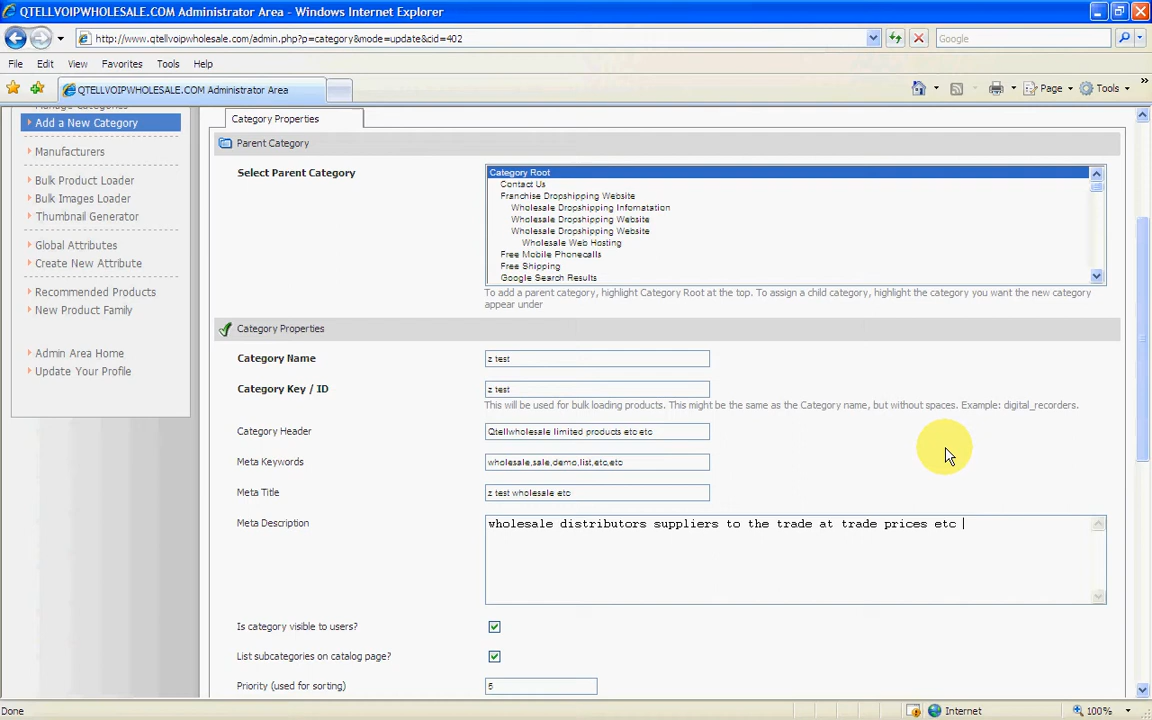 QTELLVOIPWHOLESALE.COM Administrator Area - Windows Internet Explorer
http://www.qtellvoipwholesale.com/admin.php?p=category&mode=update&cid=402
Google
File Edit View Favorites Tools Help
QTELLVOIPWHOLESALE.COM Administrator Area
Page Tools
Manage Categories
Add a New Category
Manufacturers
Bulk Product Loader
Bulk Images Loader
Thumbnail Generator
Global Attributes
Create New Attribute
Recommended Products
New Product Family
Admin Area Home
Update Your Profile
Category Properties
Parent Category
Select Parent Category
Category Root
Contact Us
Franchise Dropshipping Website
Wholesale Dropshipping Infomatation
Wholesale Dropshipping Website
Wholesale Dropshipping Website
Wholesale Web Hosting
Free Mobile Phonecalls
Free Shipping
Google Search Results
To add a parent category, highlight Category Root at the top. To assign a child category, highlight the category you want the new category
appear under
Category Properties
Category Name
z test
Category Key / ID
z test
This will be used for bulk loading products. This might be the same as the Category name, but without spaces. Example: digital_recorders.
Category Header
Qtellwholesale limited products etc etc
Meta Keywords
wholesale,sale,demo,list,etc,etc
Meta Title
z test wholesale etc
Meta Description
wholesale distributors suppliers to the trade at trade prices etc
Is category visible to users?
List subcategories on catalog page?
Priority (used for sorting)
5
Done
Internet
100%